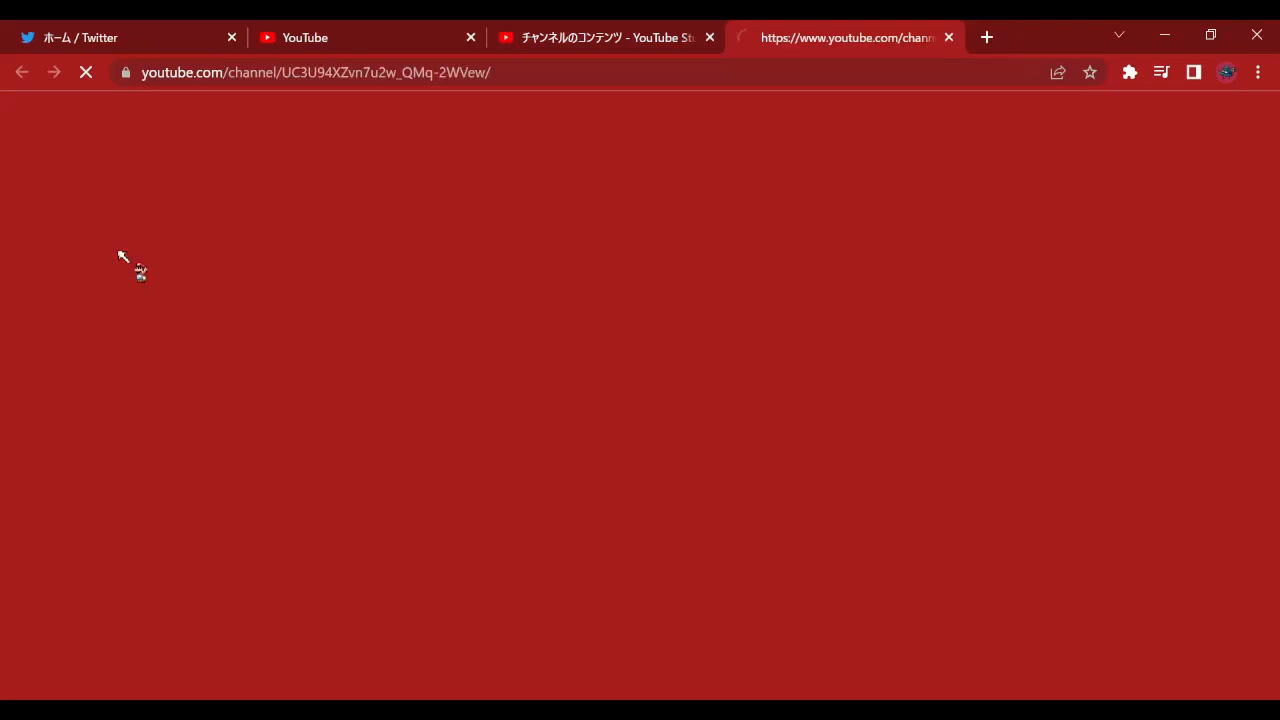 ホーム / Twitter
YouTube
チャンネルのコンテンツ - YouTube Stu
https://www.youtube.com/chann
youtube.com/channel/UC3U94XZvn7u2w_QMq-2WVew/